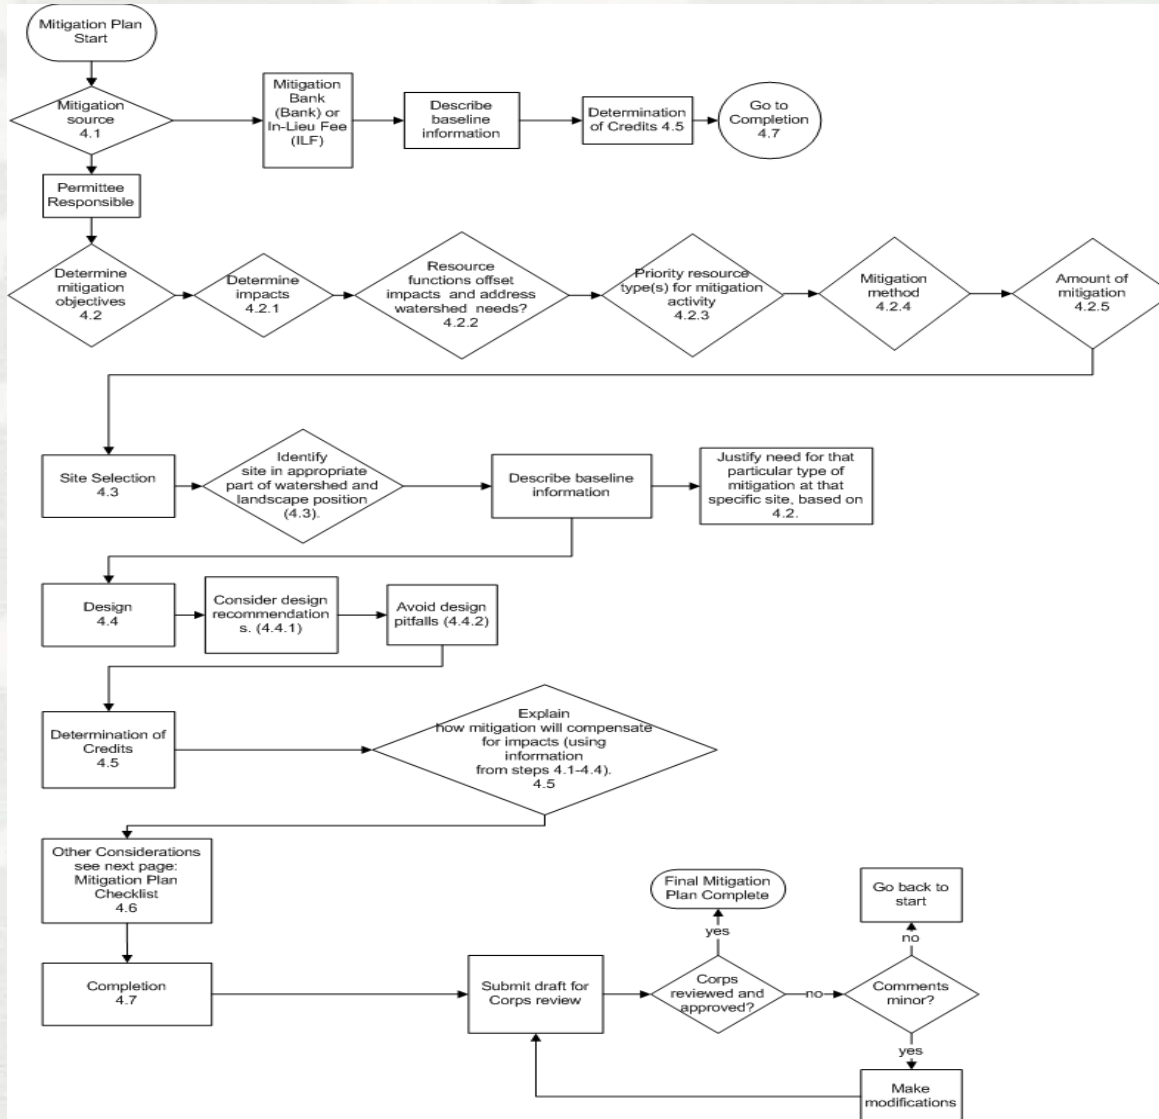 Mitigation Plan
Start
Mitigation
source
4.1
Mitigation
Bank
(Bank) or
In-Lieu Fee
(ILF)
Describe
baseline
information
Determination
of Credits 4.5
Go to
Completion
4.7
Permittee
Responsible
Determine
mitigation
objectives
4.2
Determine
impacts
4.2.1
Resource
functions offset
impacts and address
watershed needs?
4.2.2
Priority resource
type(s) for mitigation
activity
4.2.3
Mitigation
method
4.2.4
Amount of
mitigation
4.2.5
Site Selection
4.3
Identify
site in appropriate
part of watershed and
landscape position
(4.3).
Describe baseline
information
Justify need for that
particular type of
mitigation at that
specific site, based on
4.2.
Design
4.4
Consider design
recommendation
s. (4.4.1)
Avoid design
pitfalls (4.4.2)
Determination of
Credits
4.5
Explain
how mitigation will compensate
for impacts (using
information
from steps 4.1-4.4).
4.5
Other Considerations
see next page:
Mitigation Plan
Checklist
4.6
Completion
4.7
Submit draft for
Corps review
Corps
reviewed and
approved?
yes
Final Mitigation
Plan Complete
no
Comments
minor?
no
Go back to
start
yes
Make
modifications